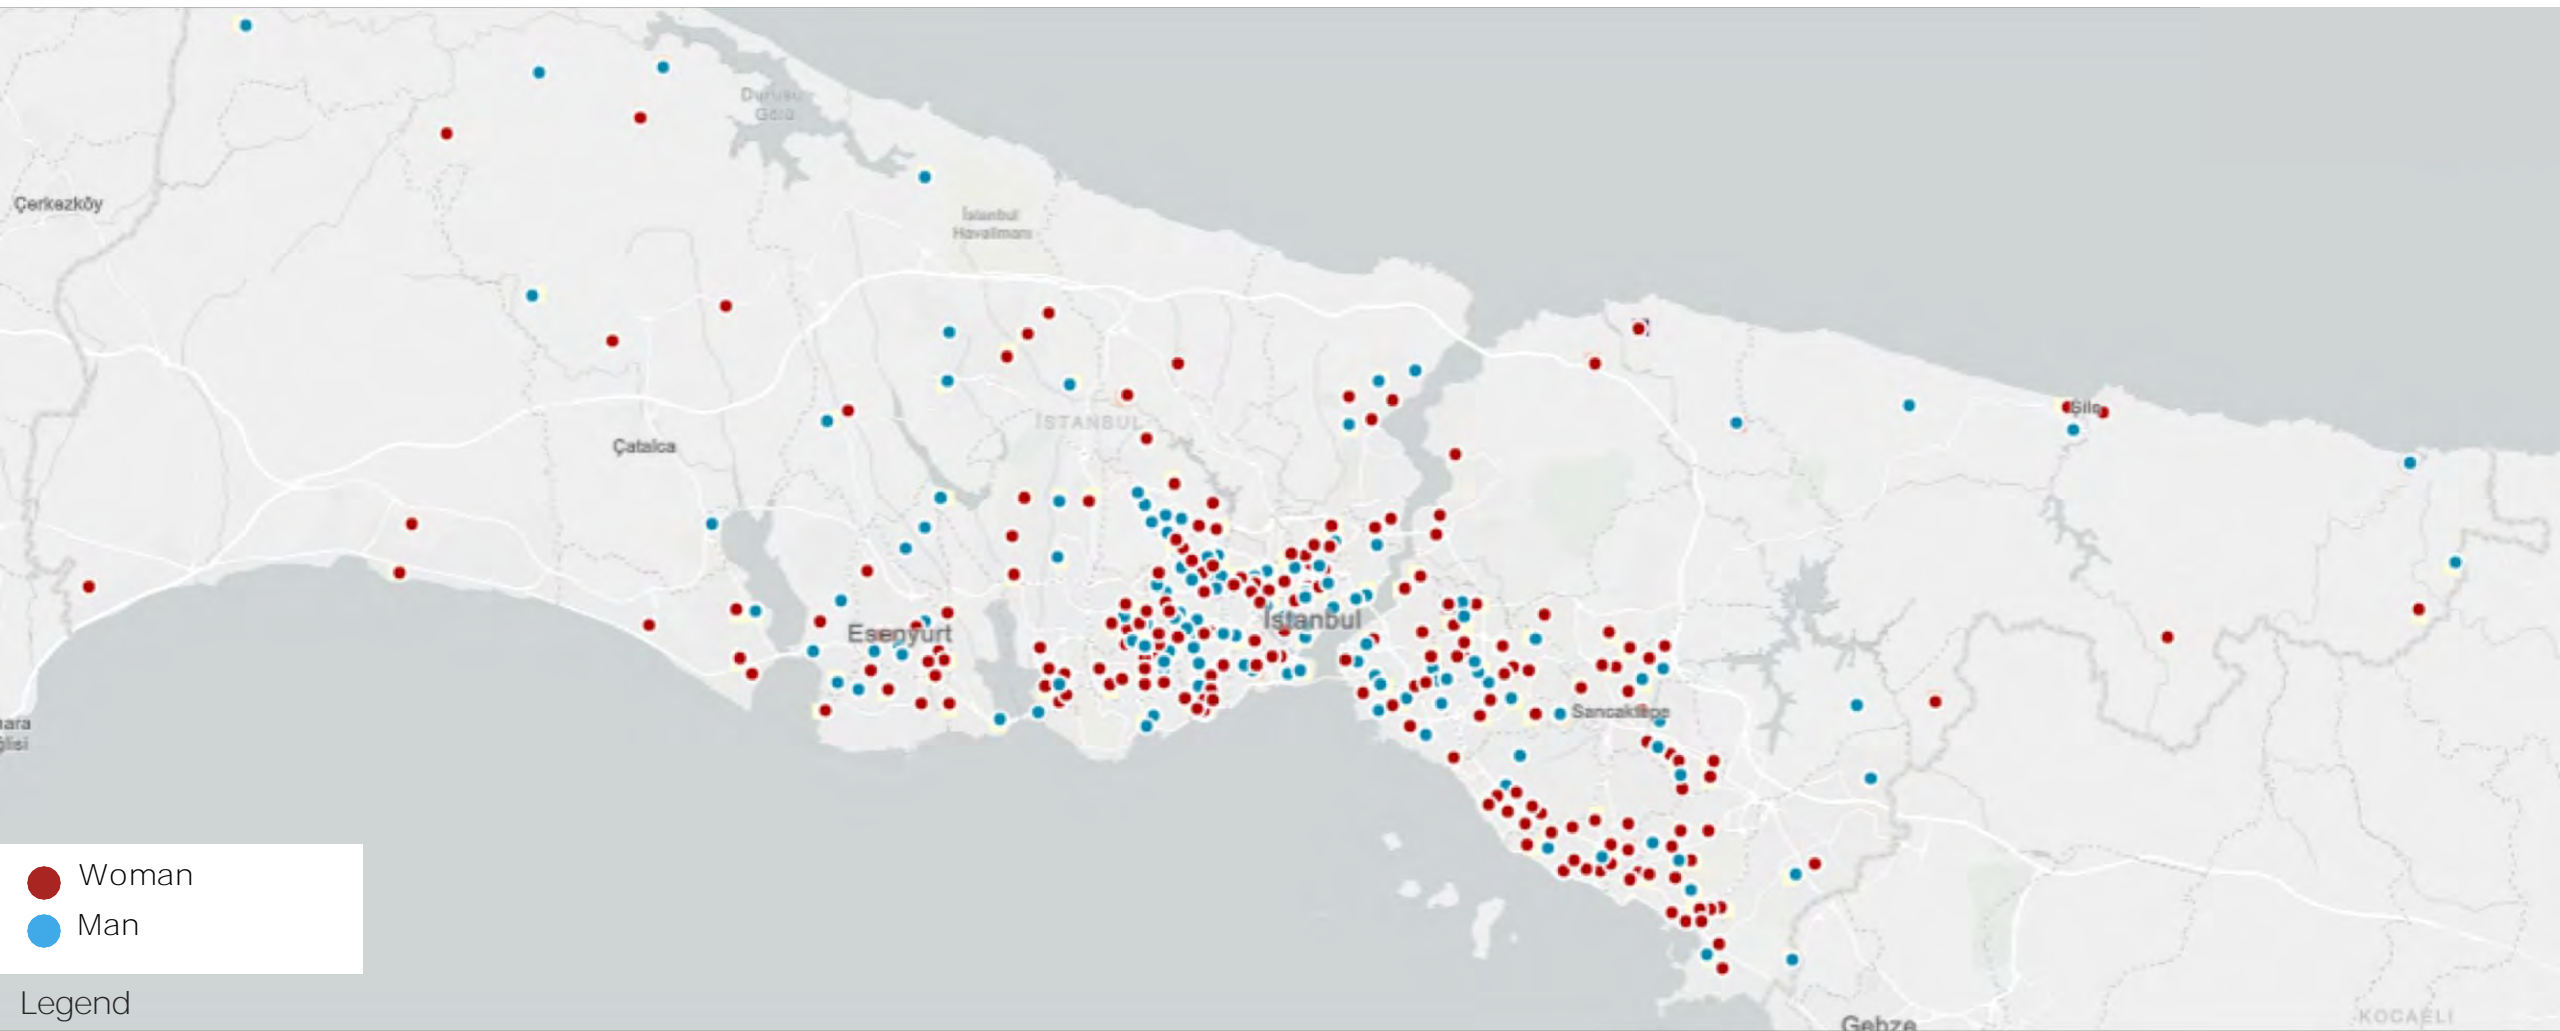 Durusu
Gölü
Çerkezköy
İstanbul
Havalimanı
İSTANBUL
Şile
Çatalca
İstanbul
Esenyurt
Sancaktepe
Woman
Man
Legend
Gebze
KOCAELİ